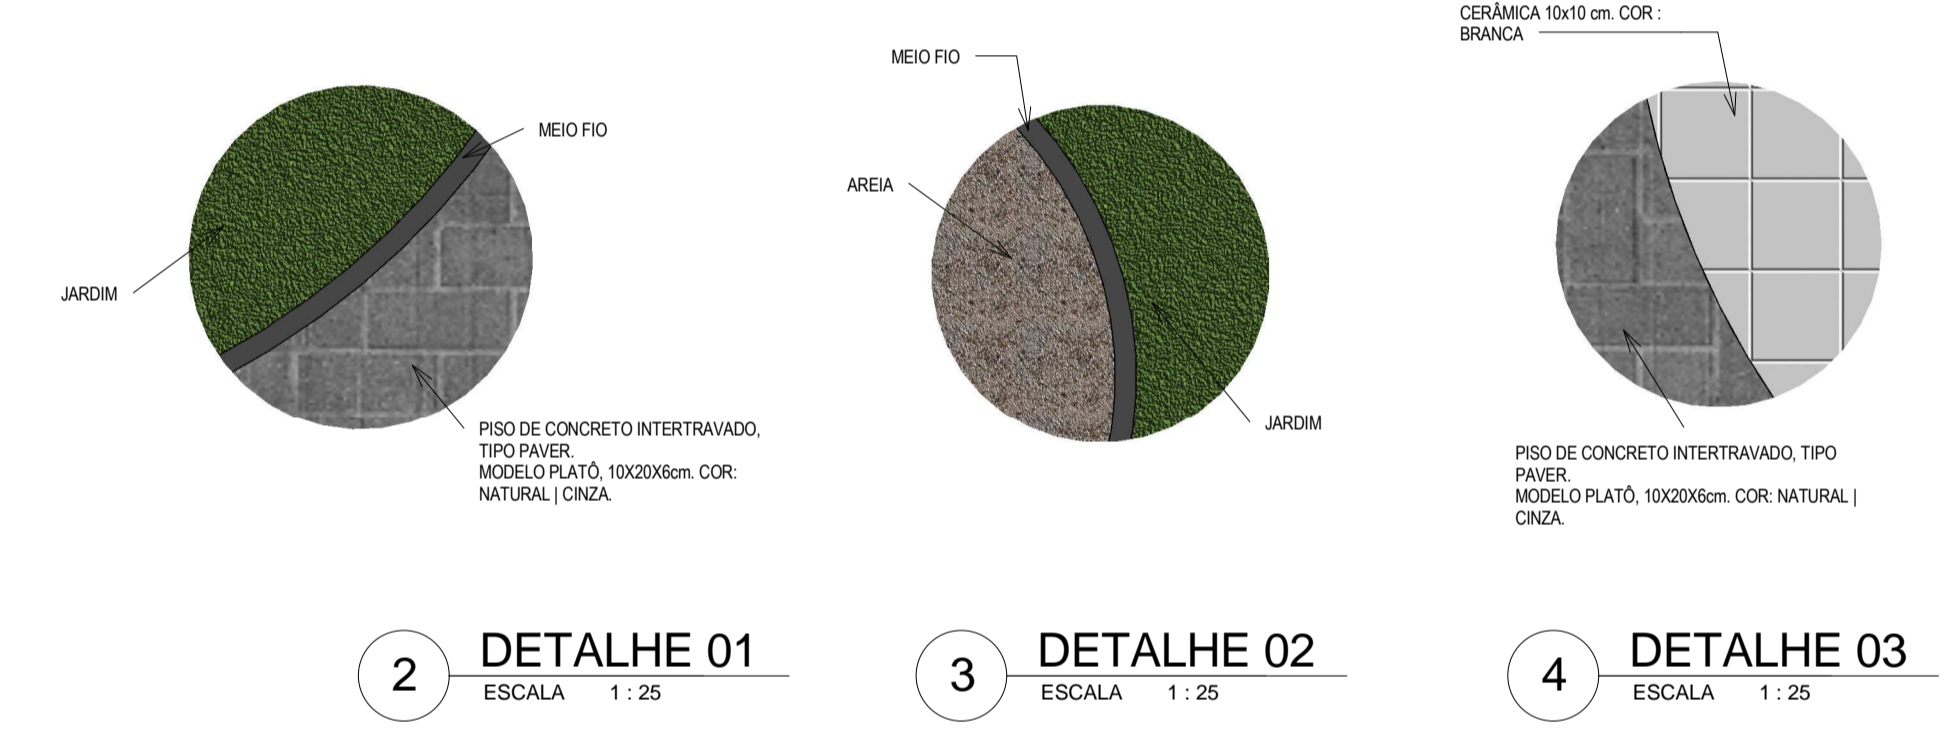 MEIO FIO
JARDIM
PISO DE CONCRETO INTERTRAVADO,
TIPO PAVER.
MODELO PLATÔ, 10X20X6cm. COR:
NATURAL | CINZA.
2
DETALHE 01
ESCALA 1 : 25
MEIO FIO
AREIA
JARDIM
3
DETALHE 02
ESCALA 1 : 25
CERÂMICA 10x10 cm. COR :
BRANCA
PISO DE CONCRETO INTERTRAVADO, TIPO
PAVER.
MODELO PLATÔ, 10X20X6cm. COR: NATURAL |
CINZA.
4
DETALHE 03
ESCALA 1 : 25